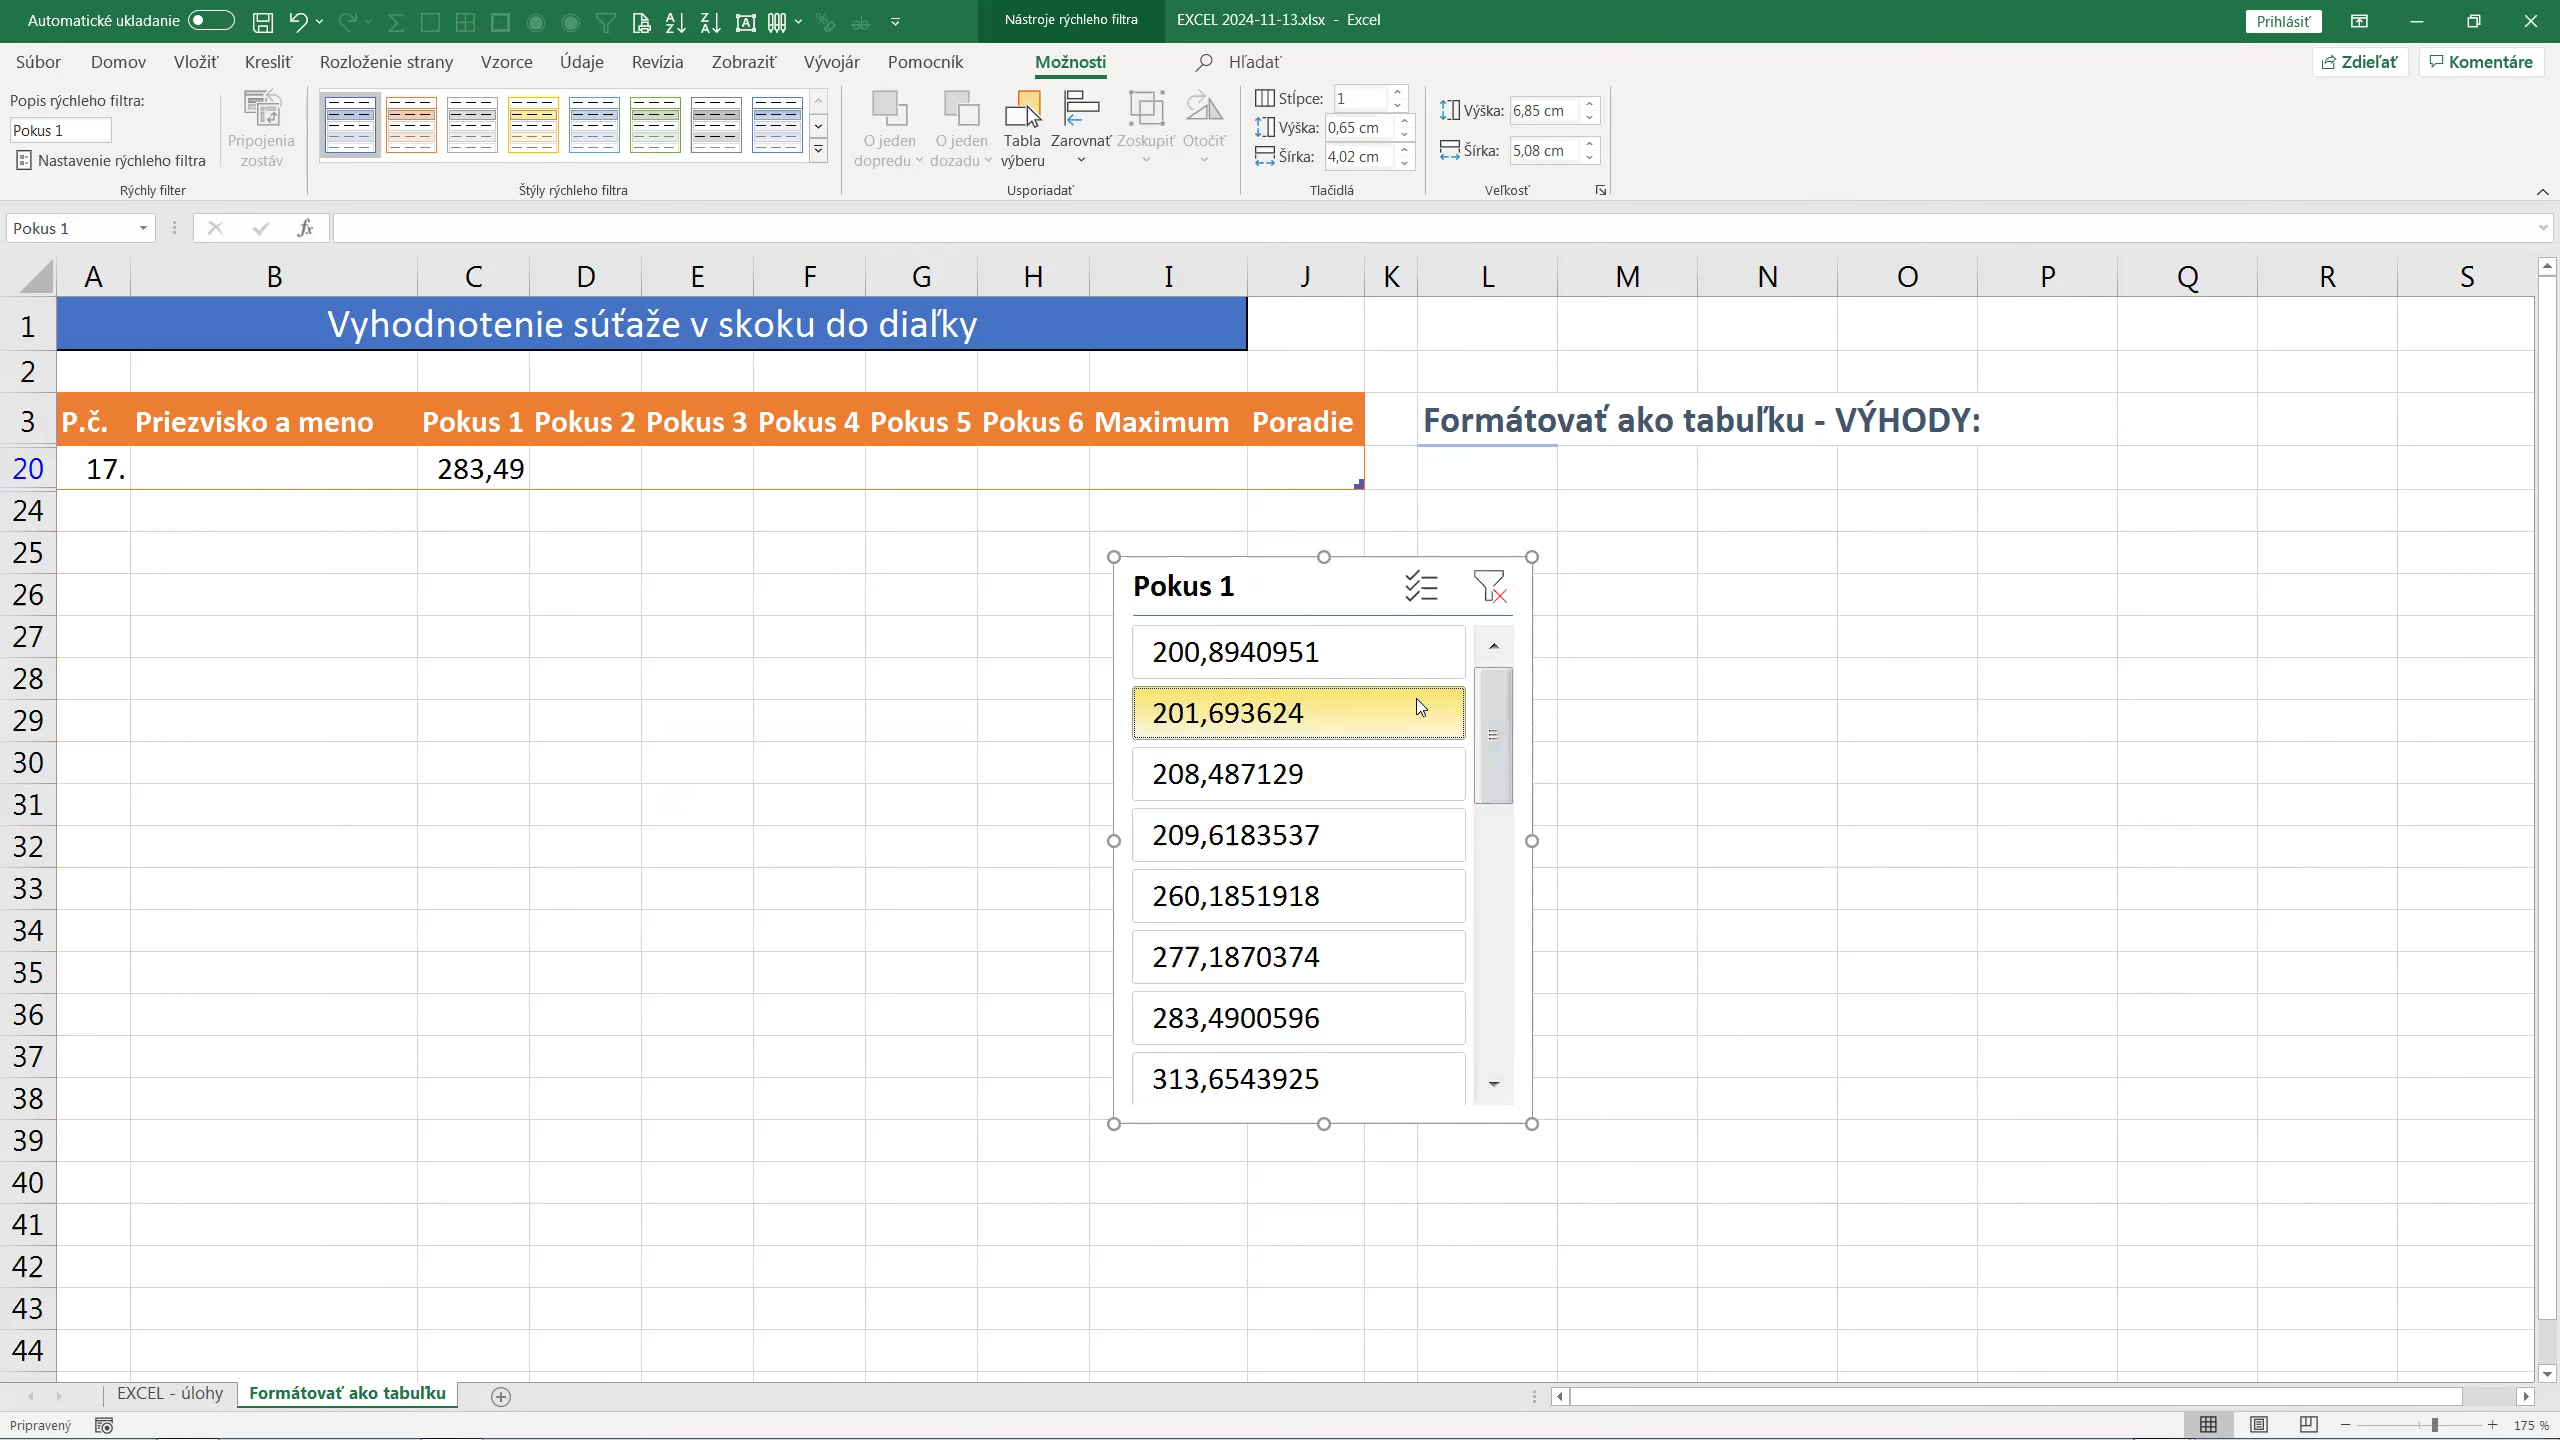 Automatické ukladanie
Nástroje rýchleho filtra
EXCEL 2024-11-13.xlsx - Excel
Prihlásiť
Súbor Domov Vložiť Kresliť Rozloženie strany Vzorce Údaje Revízia Zobraziť Vývojár Pomocník Možnosti Hľadať
Zdieľať Komentáre
Popis rýchleho filtra:
Pokus 1
Nastavenie rýchleho filtra
Rýchly filter
Pripojenia
zostáv
Štýly rýchleho filtra
O jeden
dopredu
O jeden
dozadu
Tabla
výberu
Zarovnať
Zoskupiť
Otočiť
Usporiadať
Stĺpce: 1
Výška: 0,65 cm
Šírka: 4,02 cm
Tlačidlá
Výška: 6,85 cm
Šírka: 5,08 cm
Veľkosť
Pokus 1
fx
A B C D E F G H I J K L M N O P Q R S
1 Vyhodnotenie súťaže v skoku do diaľky
2
3 P.č. Priezvisko a meno Pokus 1 Pokus 2 Pokus 3 Pokus 4 Pokus 5 Pokus 6 Maximum Poradie Formátovať ako tabuľku - VÝHODY:
20 17. 283,49
24
25
26
27
28
29
30
31
32
33
34
35
36
37
38
39
40
41
42
43
44
Pokus 1
200,8940951
201,693624
208,487129
209,6183537
260,1851918
277,1870374
283,4900596
313,6543925
EXCEL - úlohy
Formátovať ako tabuľku
Pripravený
175 %